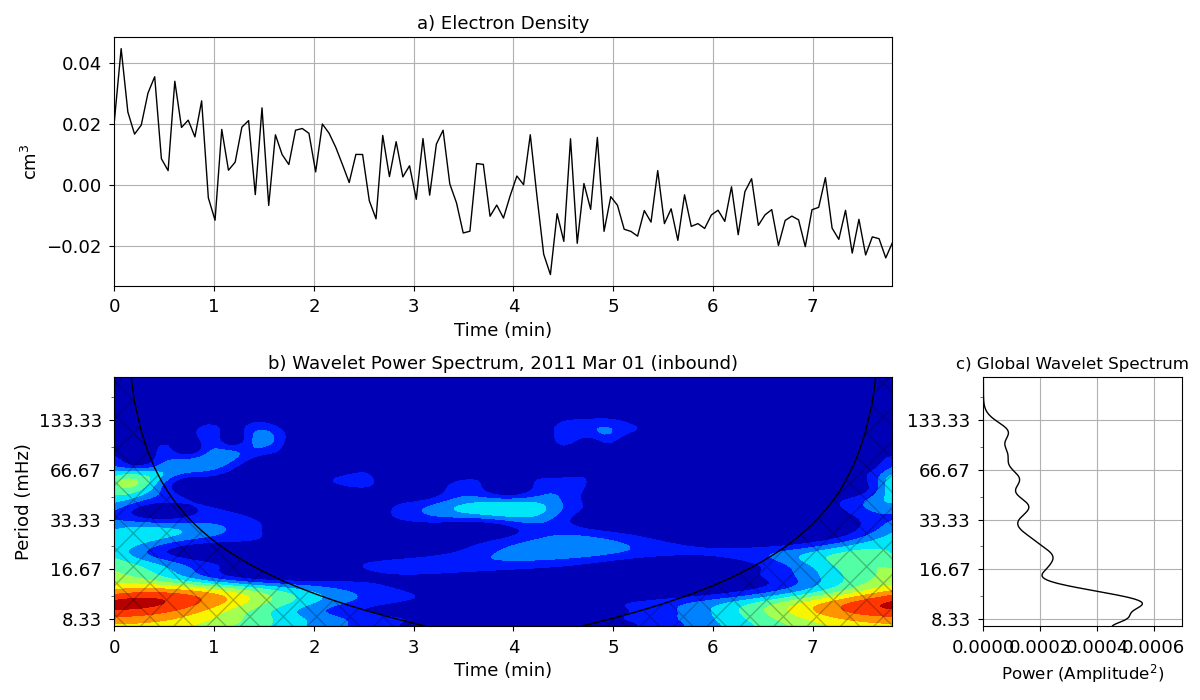 a) Electron Density
cm³
0.04
0.02
0.00
−0.02
0 1 2 3 4 5 6 7
Time (min)
b) Wavelet Power Spectrum, 2011 Mar 01 (inbound)
Period (mHz)
133.33
66.67
33.33
16.67
8.33
0 1 2 3 4 5 6 7
Time (min)
c) Global Wavelet Spectrum
133.33
66.67
33.33
16.67
8.33
0.0000 0.0002 0.0004 0.0006
Power (Amplitude²)